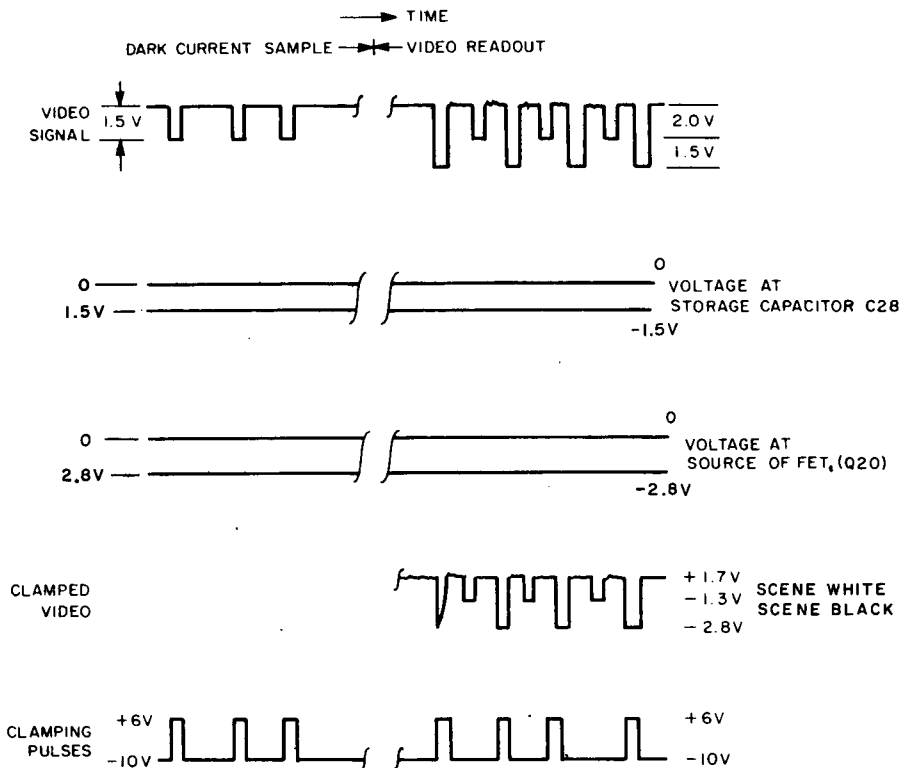 TIME
DARK CURRENT SAMPLE
VIDEO READOUT
VIDEO SIGNAL
1.5 V
2.0 V
1.5 V
0
1.5V
0
VOLTAGE AT
STORAGE CAPACITOR C28
-1.5V
0
2.8V
0
VOLTAGE AT
SOURCE OF FET₆ (Q20)
-2.8V
CLAMPED
VIDEO
+1.7V
-1.3V
-2.8V
SCENE WHITE
SCENE BLACK
CLAMPING
PULSES
+6V
-10V
+6V
-10V